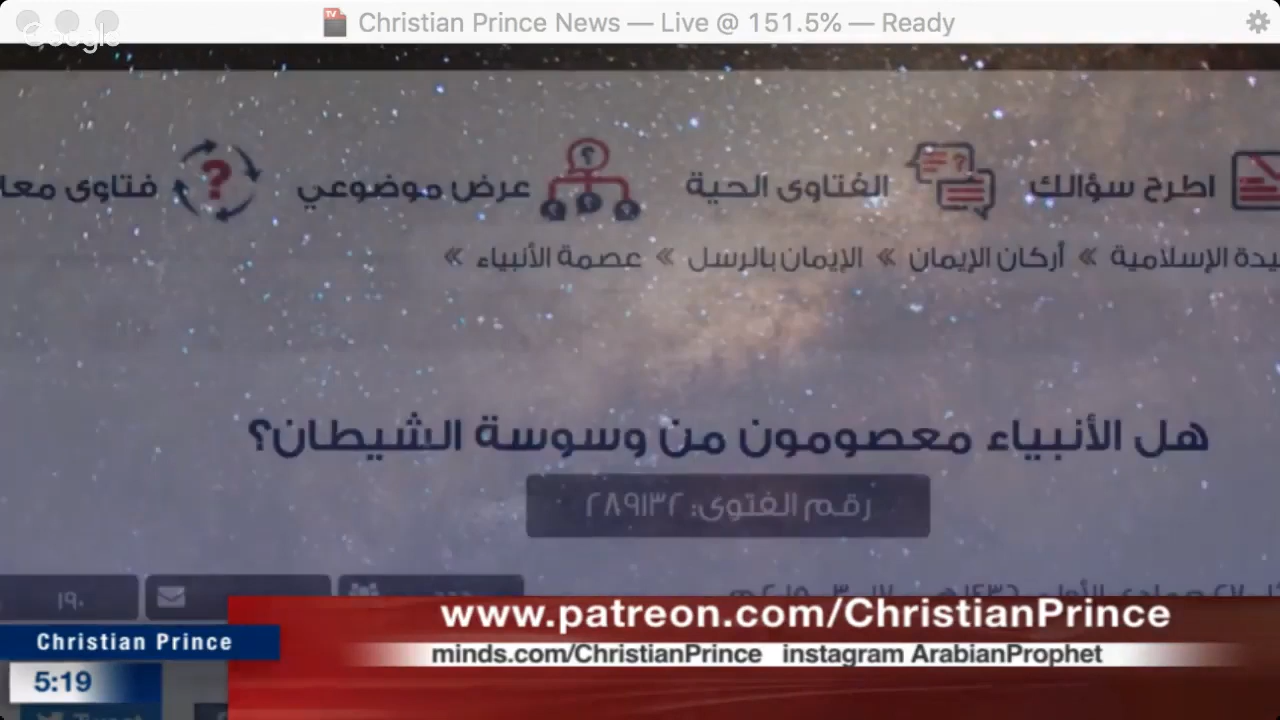 Christian Prince News — Live @ 151.5% — Ready
Google
اطرح سؤالك الفتاوى الحية عرض موضوعي فتاوى
الإسلامية » أركان الإيمان » الإيمان بالرسل » عصمة الأنبياء »
هل الأنبياء معصومون من وسوسة الشيطان؟
رقم الفتوى: ٢٨٩١٣٢
١٩٠
www.patreon.com/ChristianPrince
Christian Prince
minds.com/ChristianPrince instagram ArabianProphet
5:19
Tweet